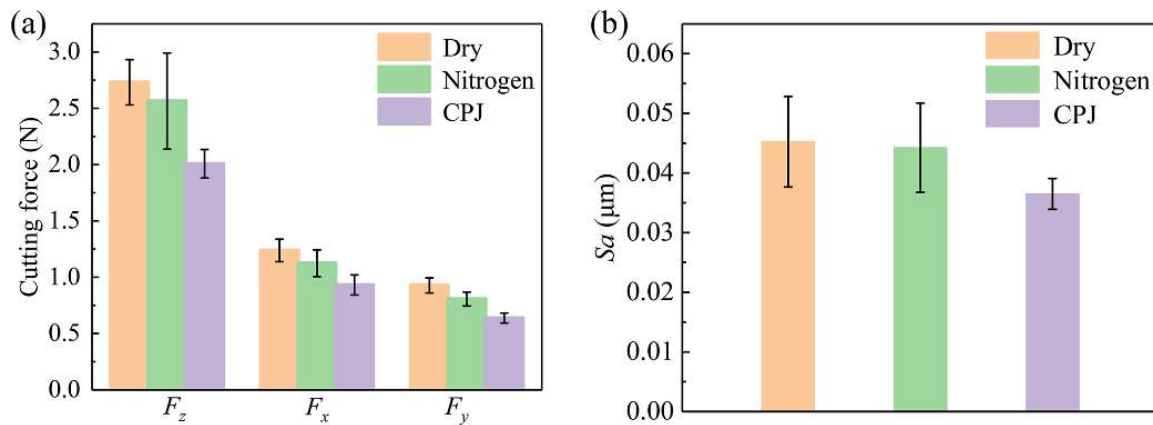 (a)
Cutting force (N)
3.0
2.5
2.0
1.5
1.0
0.5
0.0
Dry
Nitrogen
CPJ
Fz
Fx
Fy
(b)
Sa (μm)
0.06
0.05
0.04
0.03
0.02
0.01
0.00
Dry
Nitrogen
CPJ